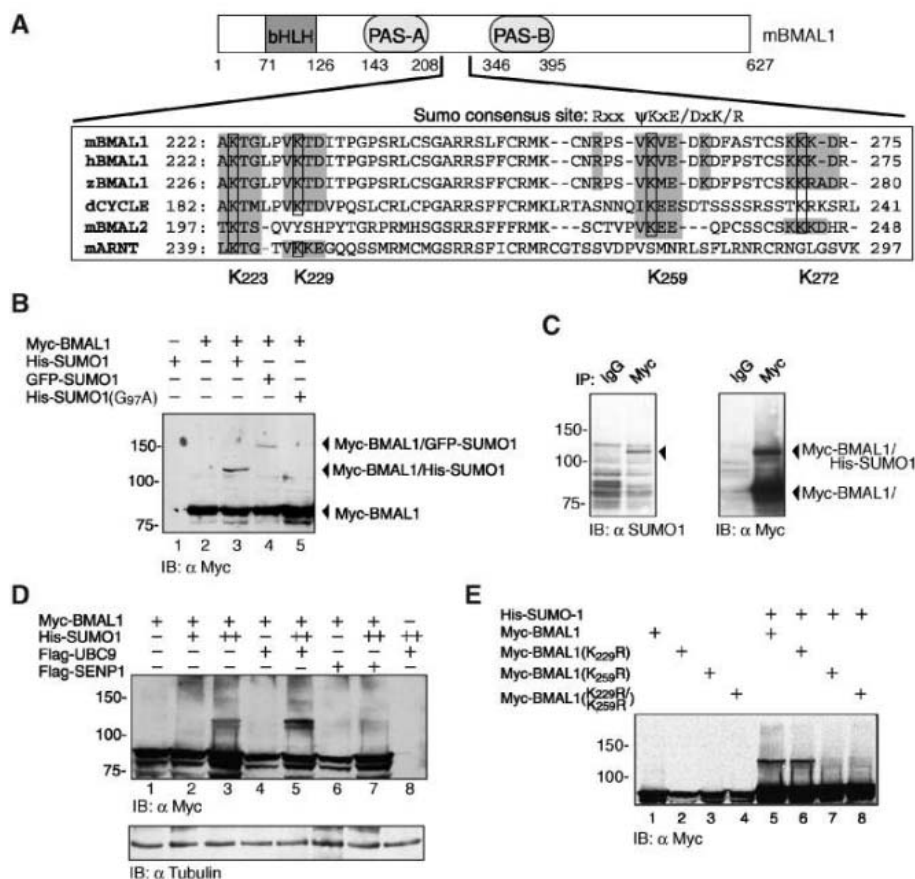 A
bHLH PAS-A PAS-B mBMAL1
1 71 126 143 208 346 395 627
Sumo consensus site: Rxx ψKxE/DxK/R
mBMAL1 222: AKTGLPVKTDITPGPSRLCSGARRSLFFCRMK--CNRPS-VKVE-DKDFASTCSKKK-DR- 275
hBMAL1 222: AKTGLPVKTDITPGPSRLCSGARRSLFFCRMK--CNRPS-VKVE-DKDFASTCSKKK-DR- 275
zBMAL1 226: AKTGLPVKTDITPGPSRLCSGARRSLFFCRMK--CNRPS-VKME-DKDFPSTCSKKRADR- 280
dCYCLE 182: AKTMLPVKTDVPQSLCRLCPGARRSFFCRMKLRTASNNQIKEESDTSSSSRSSTKRKSRL 241
mBMAL2 197: TKTS-QVYSHPYTGRPRMHSGSRRSFFFRMK---SCTVPVKEE---QPCSSCSKKKDHR- 248
mARNT 239: LKTG-TVKKEGQQSSMRMCMGSRRSFICRMRCGTSSVDPVSMNRLSFLRNRCRNGLGSVK 297
K223 K229 K259 K272
B
Myc-BMAL1 – + + + +
His-SUMO1 + – + – –
GFP-SUMO1 – – – + –
His-SUMO1(G97A) – – – – +
150-
Myc-BMAL1/GFP-SUMO1
Myc-BMAL1/His-SUMO1
100-
Myc-BMAL1
75-
1 2 3 4 5
IB: α Myc
C
IP: IgG Myc IgG Myc
150-
100-
75-
Myc-BMAL1/
His-SUMO1
Myc-BMAL1/
IB: α SUMO1 IB: α Myc
D
Myc-BMAL1 + + + + + + + –
His-SUMO1 – + ++ – ++ – ++ ++
Flag-UBC9 – – – + + – – +
Flag-SENP1 – – – – – + + –
150-
100-
75-
1 2 3 4 5 6 7 8
IB: α Myc
IB: α Tubulin
E
His-SUMO-1 + + + +
Myc-BMAL1 + +
Myc-BMAL1(K229R) + +
Myc-BMAL1(K259R) + +
Myc-BMAL1(K229R/K259R) + +
150-
100-
1 2 3 4 5 6 7 8
IB: α Myc